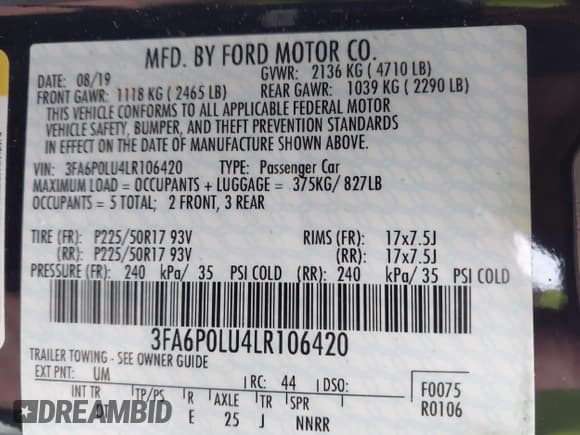 MFD. BY FORD MOTOR CO.
DATE: 08/19 GVWR: 2136 KG ( 4710 LB)
FRONT GAWR: 1118 KG ( 2465 LB) REAR GAWR: 1039 KG ( 2290 LB)
THIS VEHICLE CONFORMS TO ALL APPLICABLE FEDERAL MOTOR
VEHICLE SAFETY, BUMPER, AND THEFT PREVENTION STANDARDS
IN EFFECT ON THE DATE OF MANUFACTURE SHOWN ABOVE.
VIN: 3FA6P0LU4LR106420 TYPE: Passenger Car
MAXIMUM LOAD = OCCUPANTS + LUGGAGE = 375KG/ 827LB
OCCUPANTS = 5 TOTAL; 2 FRONT, 3 REAR
TIRE (FR): P225/50R17 93V RIMS (FR): 17x7.5J
(RR): P225/50R17 93V (RR): 17x7.5J
PRESSURE (FR): 240 kPa/ 35 PSI COLD (RR): 240 kPa/ 35 PSI COLD
3FA6P0LU4LR106420
TRAILER TOWING - SEE OWNER GUIDE
EXT PNT: UM RC: 44 DSO: F0075
INT TR TP/PS R AXLE TR SPR R0106
E 25 J NNRR
DREAMBID